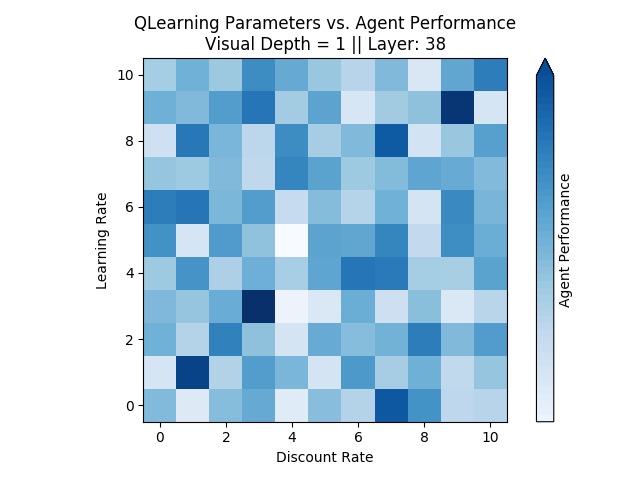 QLearning Parameters vs. Agent Performance
Visual Depth = 1 || Layer: 38
10
8
6
4
2
0
Learning Rate
0 2 4 6 8 10
Discount Rate
Agent Performance